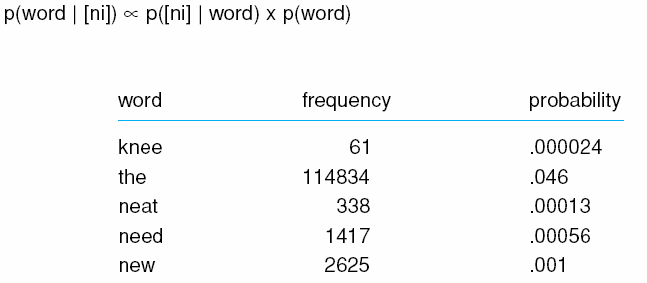 p(word | [ni]) ∝ p([ni] | word) x p(word)
word frequency probability
knee 61 .000024
the 114834 .046
neat 338 .00013
need 1417 .00056
new 2625 .001